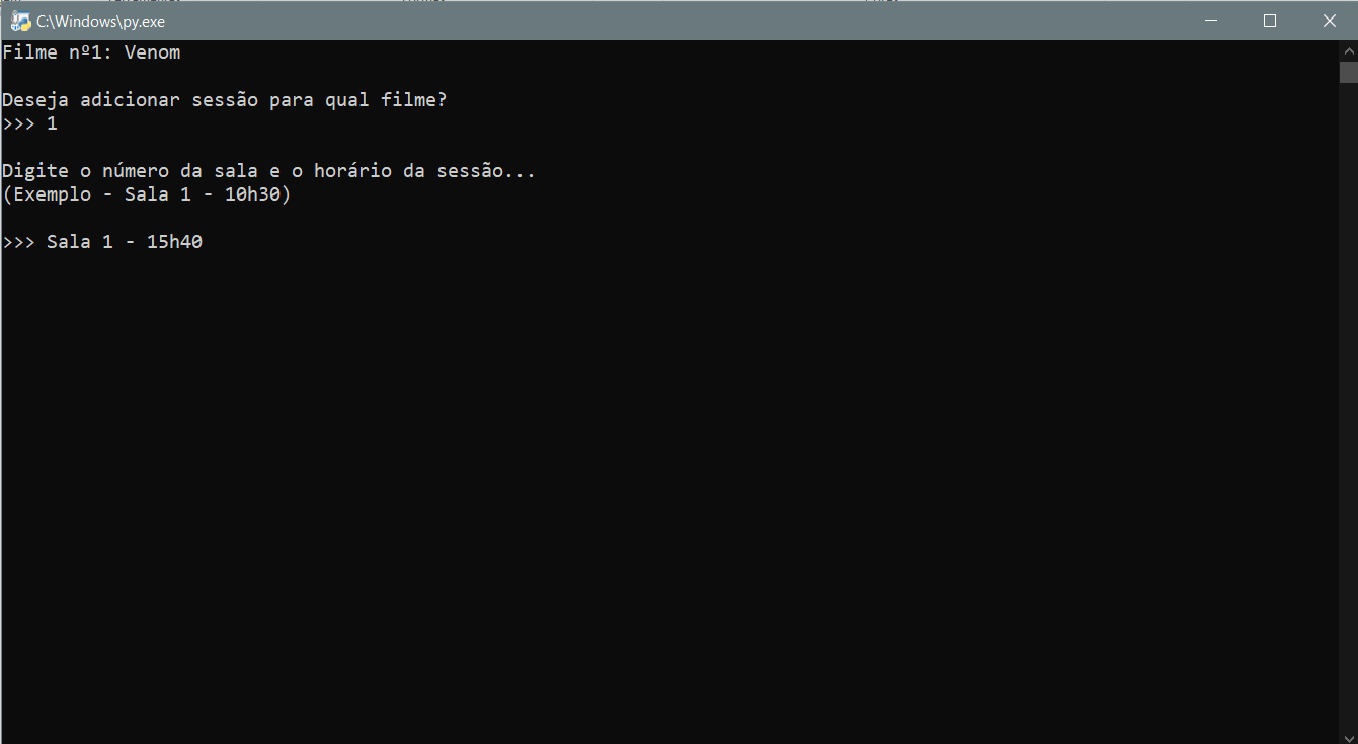 C:\Windows\py.exe
Filme nº1: Venom
Deseja adicionar sessão para qual filme?
>>> 1
Digite o número da sala e o horário da sessão...
(Exemplo - Sala 1 - 10h30)
>>> Sala 1 - 15h40